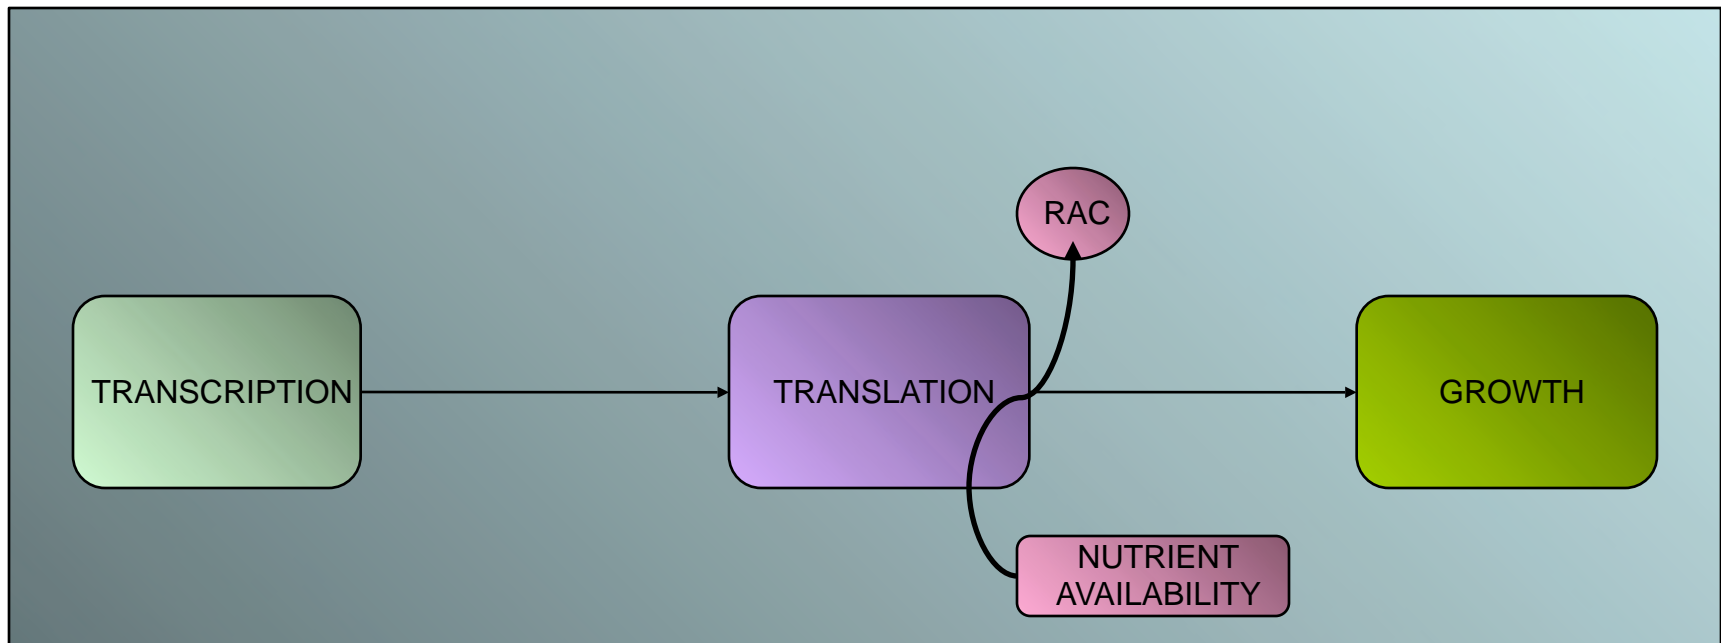 RAC
TRANSCRIPTION
TRANSLATION
GROWTH
NUTRIENT
AVAILABILITY